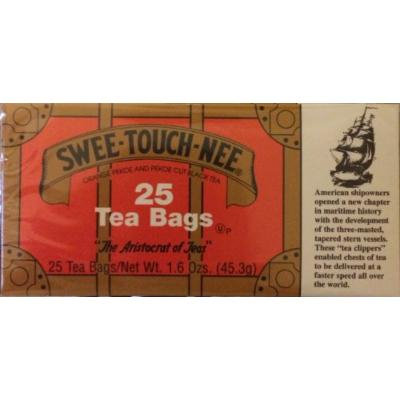 SWEE-TOUCH-NEE®
ORANGE PEKOE AND PEKOE CUT BLACK TEA
25
Tea Bags
Ⓤ P
"The Aristocrat of Teas"
25 Tea Bags/Net Wt. 1.6 Ozs. (45.3g)
American shipowners
opened a new chapter
in maritime history
with the development
of the three-masted,
tapered stern vessels.
These "tea clippers"
enabled chests of tea
to be delivered at a
faster speed all over
the world.